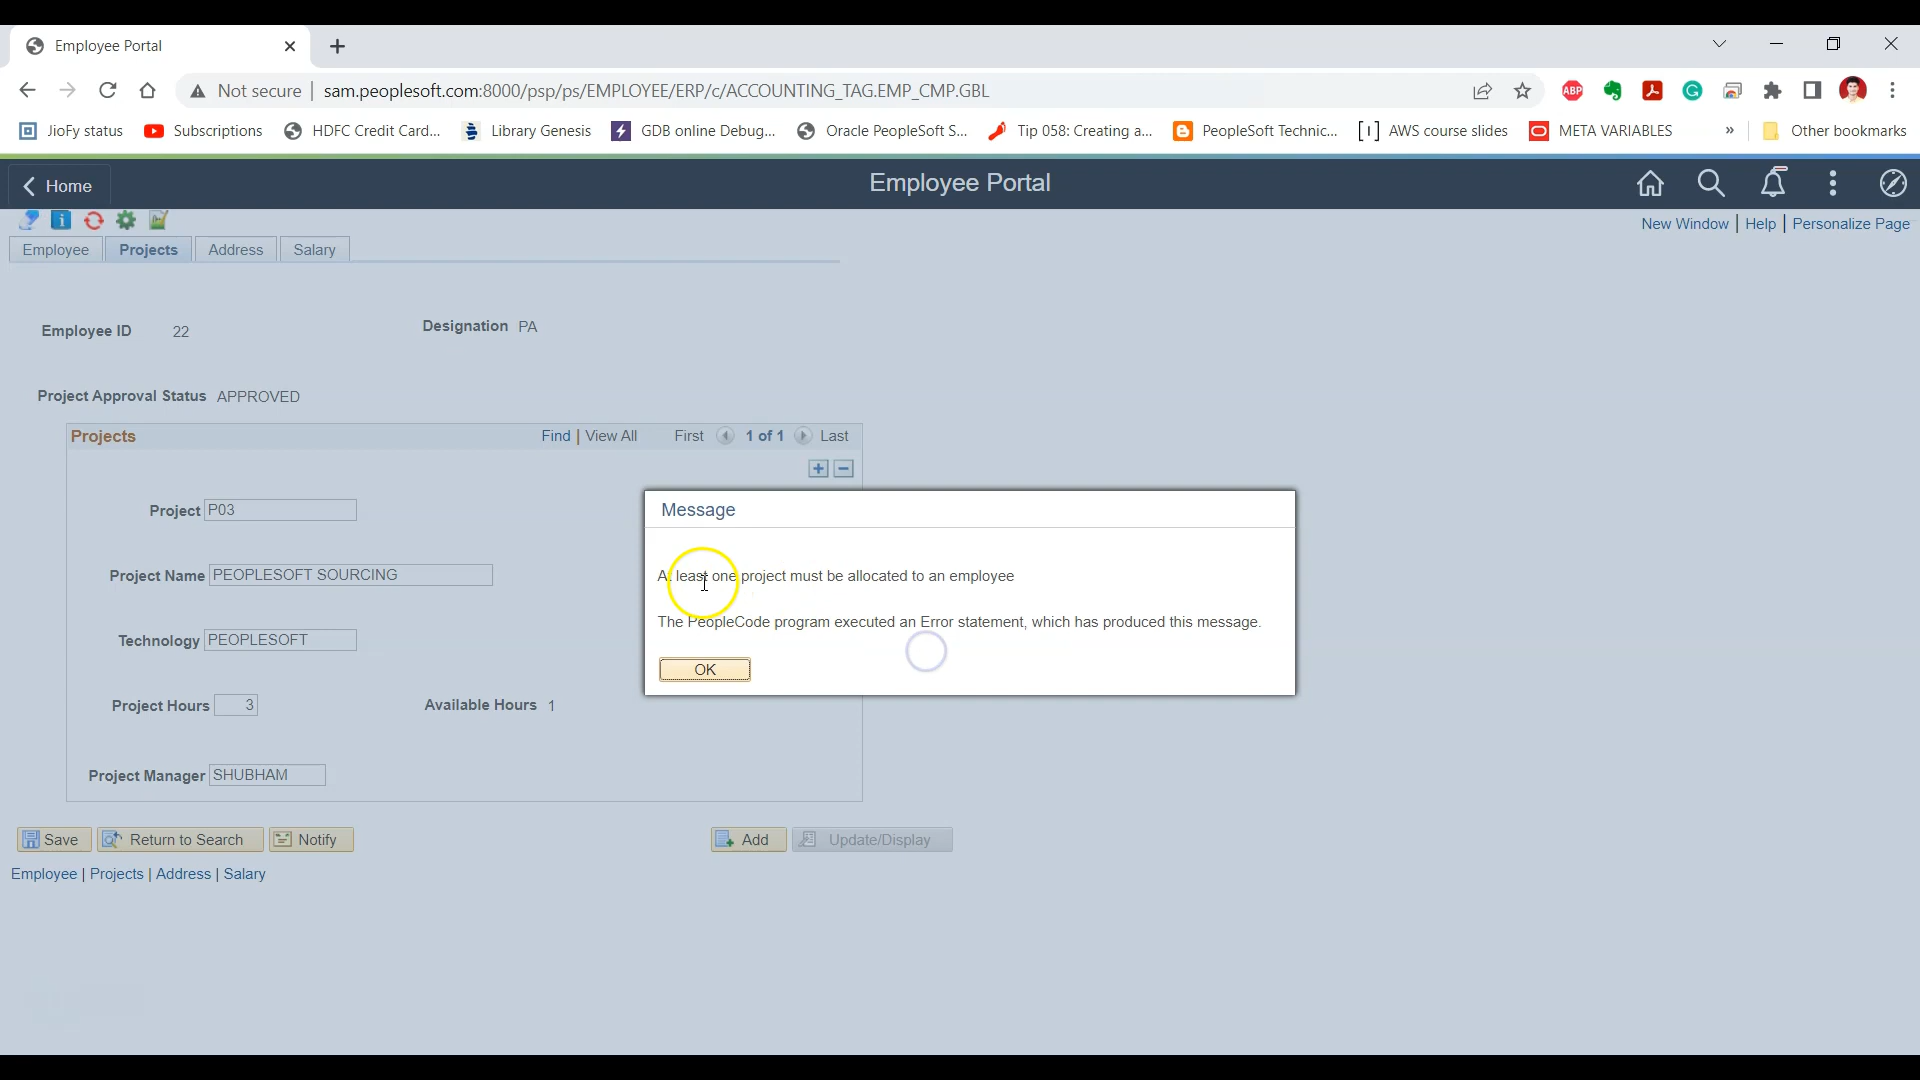 Employee Portal
Not secure | sam.peoplesoft.com:8000/psp/ps/EMPLOYEE/ERP/c/ACCOUNTING_TAG.EMP_CMP.GBL
ABP
JioFy status Subscriptions HDFC Credit Card... Library Genesis GDB online Debug... Oracle PeopleSoft S... Tip 058: Creating a... PeopleSoft Technic... AWS course slides META VARIABLES » Other bookmarks
Home Employee Portal
New Window | Help | Personalize Page
Employee Projects Address Salary
Employee ID 22 Designation PA
Project Approval Status APPROVED
Projects Find | View All First 1 of 1 Last
Project P03
Message
Project Name PEOPLESOFT SOURCING
At least one project must be allocated to an employee
The PeopleCode program executed an Error statement, which has produced this message.
Technology PEOPLESOFT
OK
Project Hours 3 Available Hours 1
Project Manager SHUBHAM
Save Return to Search Notify Add Update/Display
Employee | Projects | Address | Salary